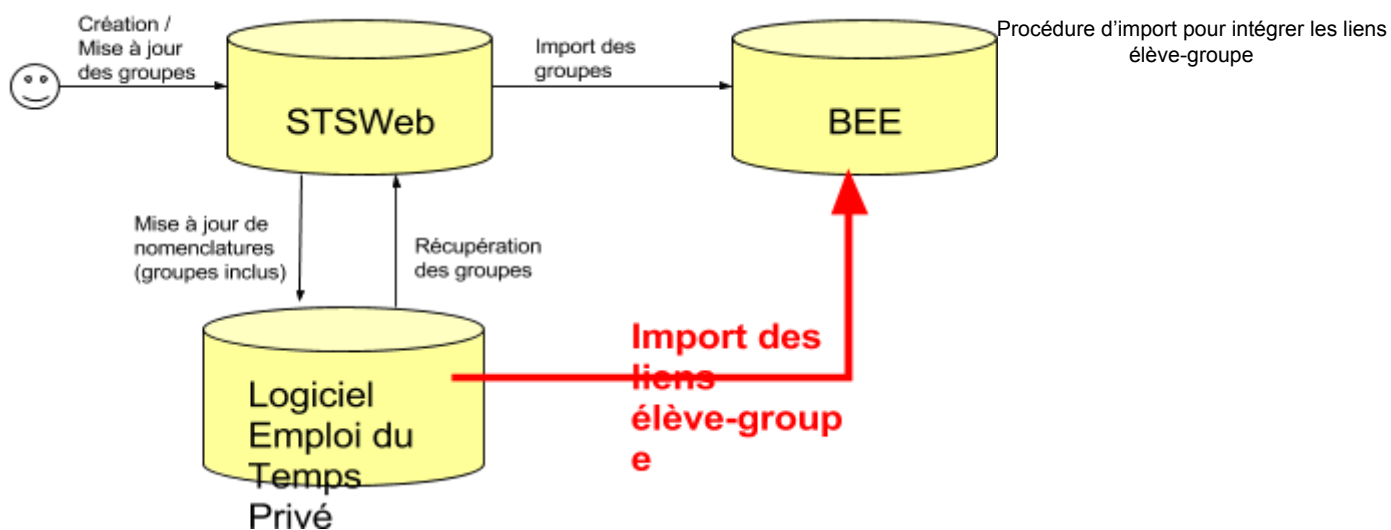 Création /
Mise à jour
des groupes
STSWeb
Import des
groupes
BEE
Procédure d’import pour intégrer les liens
élève-groupe
Mise à jour de
nomenclatures
(groupes inclus)
Récupération
des groupes
Import des
liens
élève-group
e
Logiciel
Emploi du
Temps
Privé